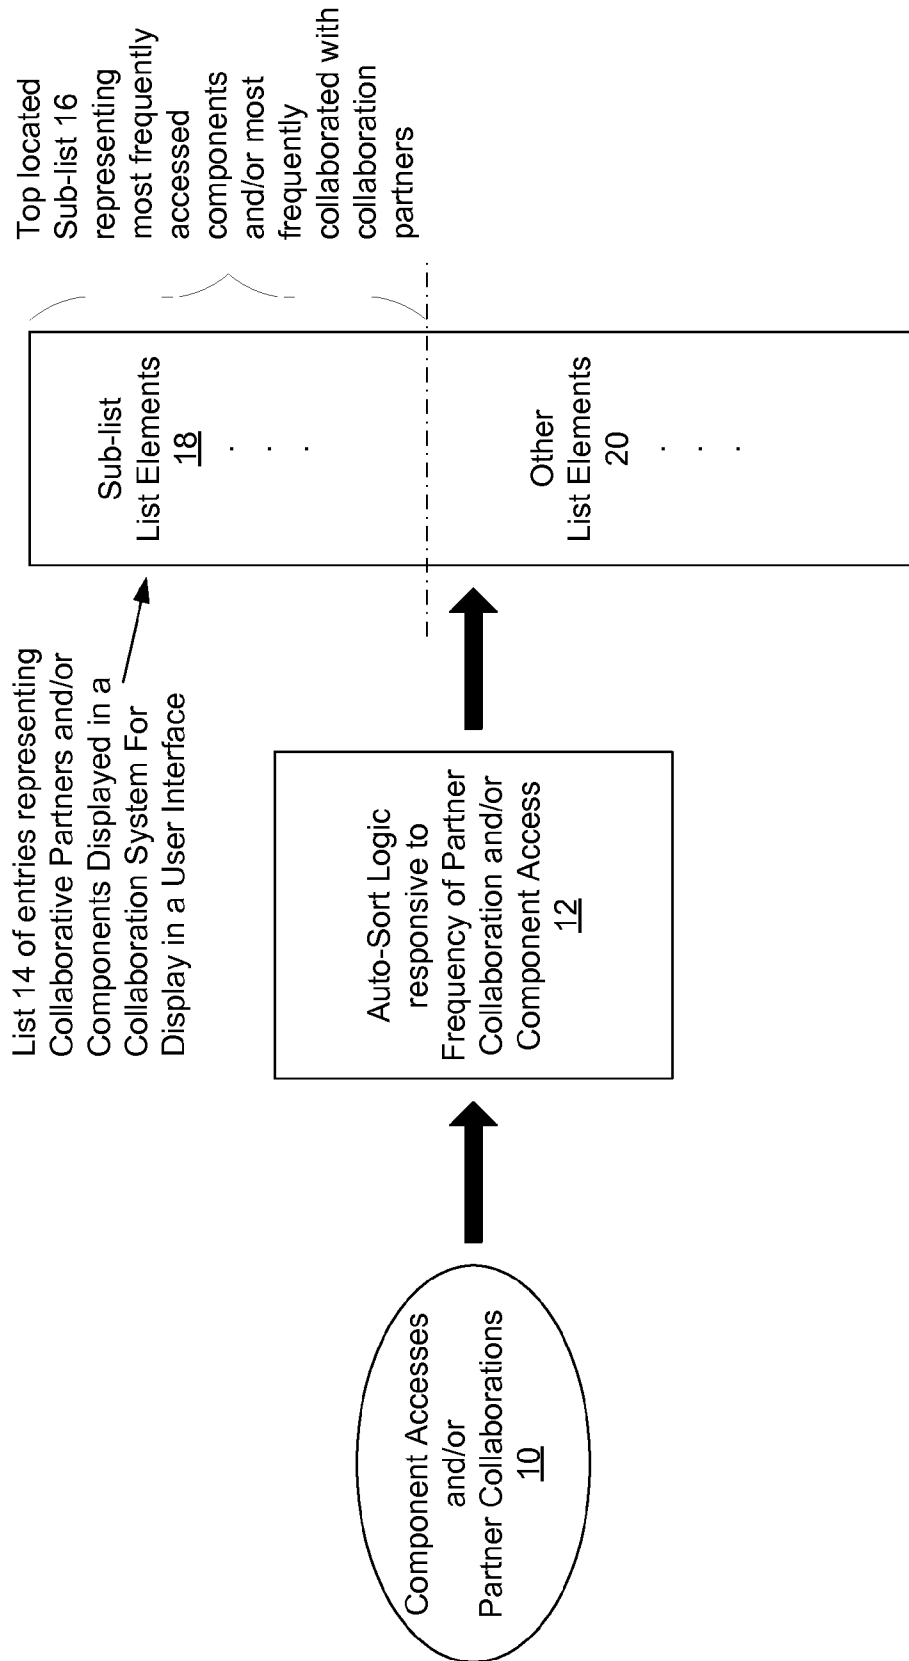 Component Accesses
and/or
Partner Collaborations
10
Auto-Sort Logic
responsive to
Frequency of Partner
Collaboration and/or
Component Access
12
List 14 of entries representing
Collaborative Partners and/or
Components Displayed in a
Collaboration System For
Display in a User Interface
Sub-list
List Elements
18
. . .
Other
List Elements
20
. . .
Top located
Sub-list 16
representing
most frequently
accessed
components
and/or most
frequently
collaborated with
collaboration
partners